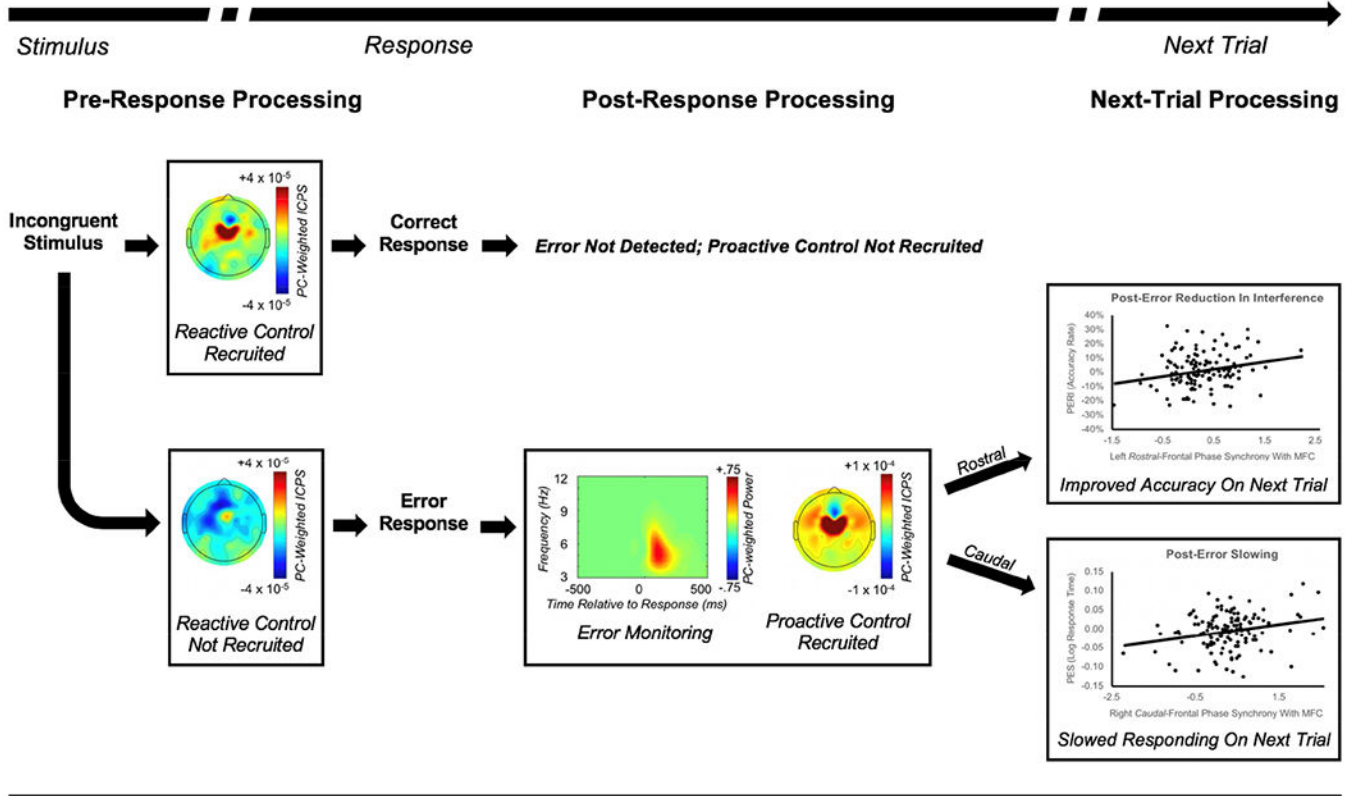 Stimulus
Response
Next Trial
Pre-Response Processing
Post-Response Processing
Next-Trial Processing
Incongruent
Stimulus
+4 x 10-5
-4 x 10-5
PC-Weighted ICPS
Reactive Control
Recruited
Correct
Response
Error Not Detected; Proactive Control Not Recruited
+4 x 10-5
-4 x 10-5
PC-Weighted ICPS
Reactive Control
Not Recruited
Error
Response
Frequency (Hz)
12
9
6
3
-500
0
500
Time Relative to Response (ms)
+.75
-.75
PC-weighted Power
Error Monitoring
+1 x 10-4
-1 x 10-4
PC-Weighted ICPS
Proactive Control
Recruited
Rostral
Caudal
Post-Error Reduction In Interference
PERI (Accuracy Rate)
40%
30%
20%
10%
0%
-10%
-20%
-30%
-40%
-1.5
-0.5
0.5
1.5
2.5
Left Rostral-Frontal Phase Synchrony With MFC
Improved Accuracy On Next Trial
Post-Error Slowing
PES (Log Response Time)
0.15
0.10
0.05
0.00
-0.05
-0.10
-0.15
-2.5
-0.5
1.5
Right Caudal-Frontal Phase Synchrony With MFC
Slowed Responding On Next Trial